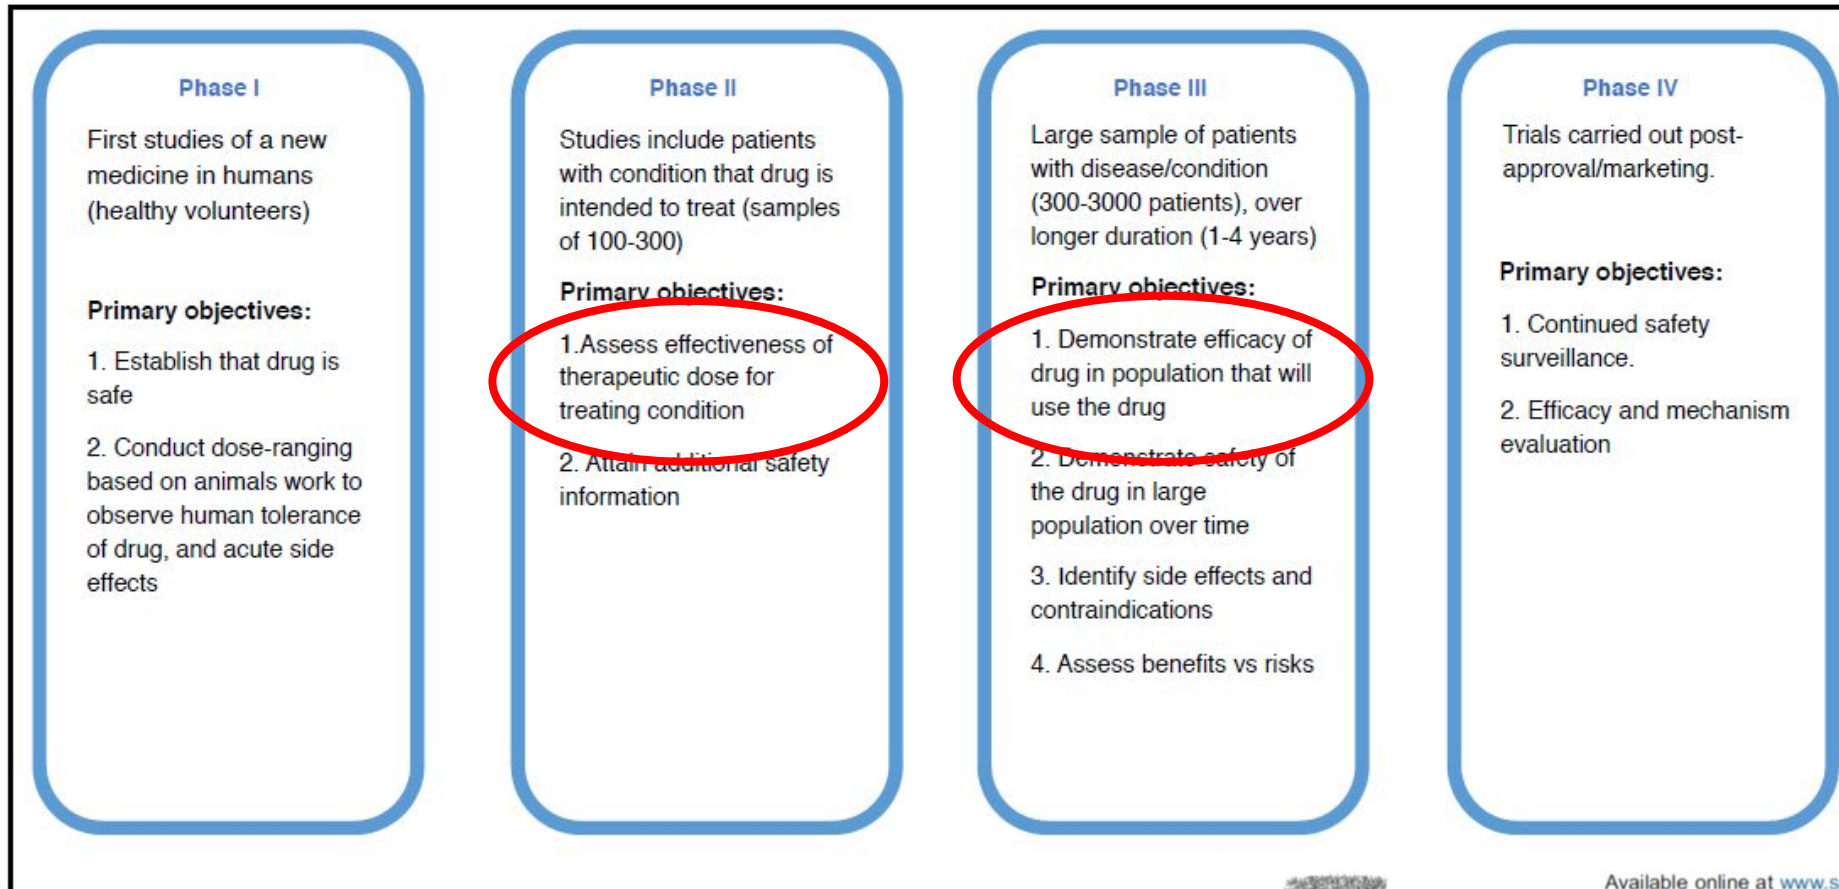 Phase I
First studies of a new
medicine in humans
(healthy volunteers)
Primary objectives:
1. Establish that drug is
safe
2. Conduct dose-ranging
based on animals work to
observe human tolerance
of drug, and acute side
effects
Phase II
Studies include patients
with condition that drug is
intended to treat (samples
of 100-300)
Primary objectives:
1.Assess effectiveness of
therapeutic dose for
treating condition
2. Attain additional safety
information
Phase III
Large sample of patients
with disease/condition
(300-3000 patients), over
longer duration (1-4 years)
Primary objectives:
1. Demonstrate efficacy of
drug in population that will
use the drug
2. Demonstrate safety of
the drug in large
population over time
3. Identify side effects and
contraindications
4. Assess benefits vs risks
Phase IV
Trials carried out post-
approval/marketing.
Primary objectives:
1. Continued safety
surveillance.
2. Efficacy and mechanism
evaluation
Available online at www.s